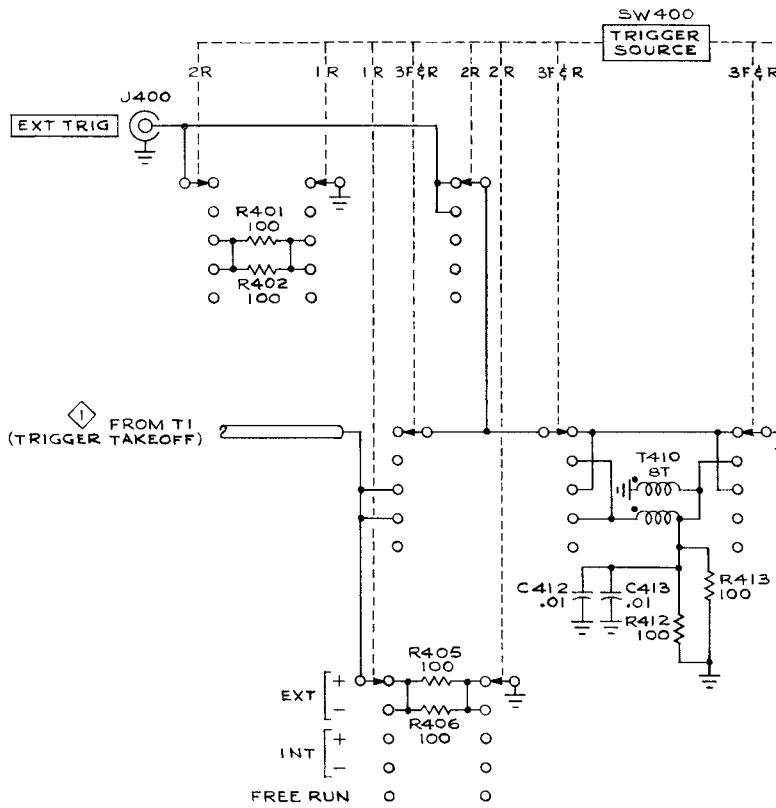 SW400
TRIGGER
SOURCE
2R
1R
1R
3F&R
2R
2R
3F&R
3F&R
J400
EXT TRIG
R401
100
R402
100
1
FROM T1
(TRIGGER TAKEOFF)
T410
8T
C412
.01
C413
.01
R413
100
R412
100
R405
100
R406
100
EXT
+
-
INT
+
-
FREE RUN